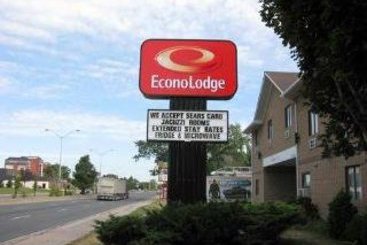 EconoLodge
WE ACCEPT SEARS CARD
JACUZZI ROOMS
EXTENDED STAY RATES
FRIDGE & MICROWAVE